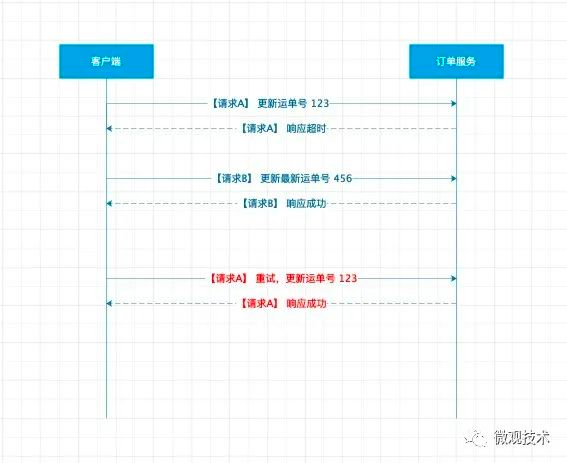 客户端
订单服务
【请求A】 更新运单号 123
【请求A】 响应超时
【请求B】 更新最新运单号 456
【请求B】 响应成功
【请求A】 重试，更新运单号 123
【请求A】 响应成功
微观技术